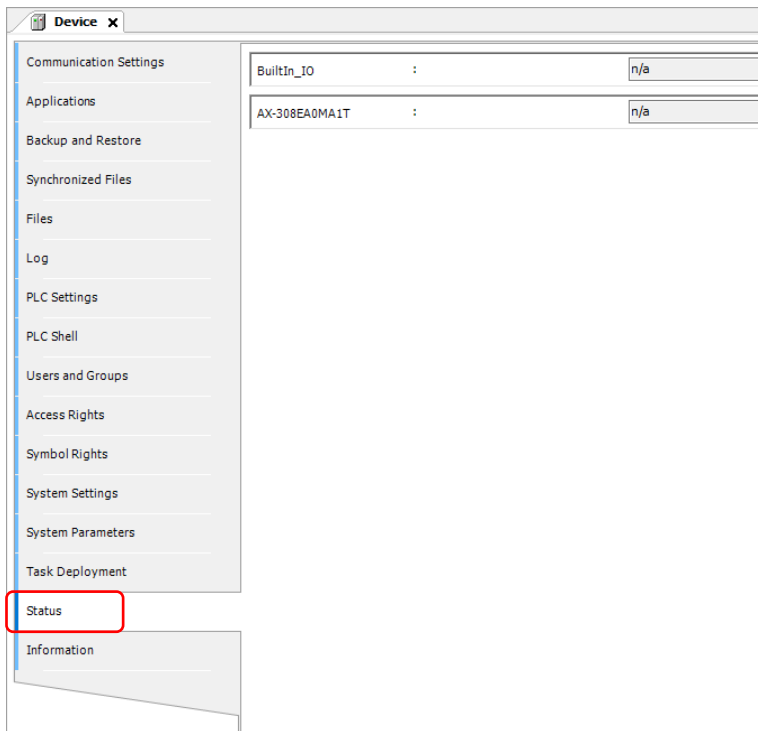 Device
Communication Settings
Applications
Backup and Restore
Synchronized Files
Files
Log
PLC Settings
PLC Shell
Users and Groups
Access Rights
Symbol Rights
System Settings
System Parameters
Task Deployment
Status
Information
BuiltIn_IO : n/a
AX-308EA0MA1T : n/a